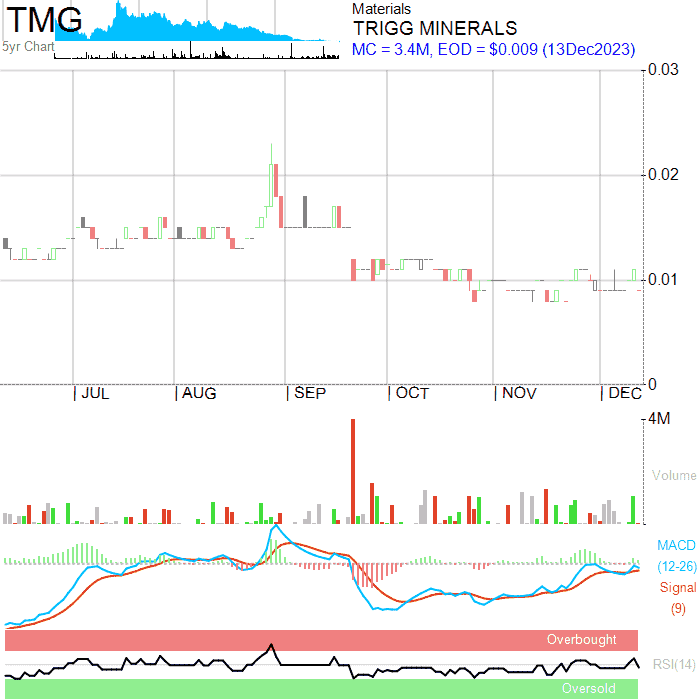 TMG
5yr Chart
Materials
TRIGG MINERALS
MC = 3.4M, EOD = $0.009 (13Dec2023)
0.03
0.02
0.01
0
| JUL | AUG | SEP | OCT | NOV | DEC
4M
Volume
MACD
(12-26)
Signal
(9)
Overbought
RSI(14)
Oversold